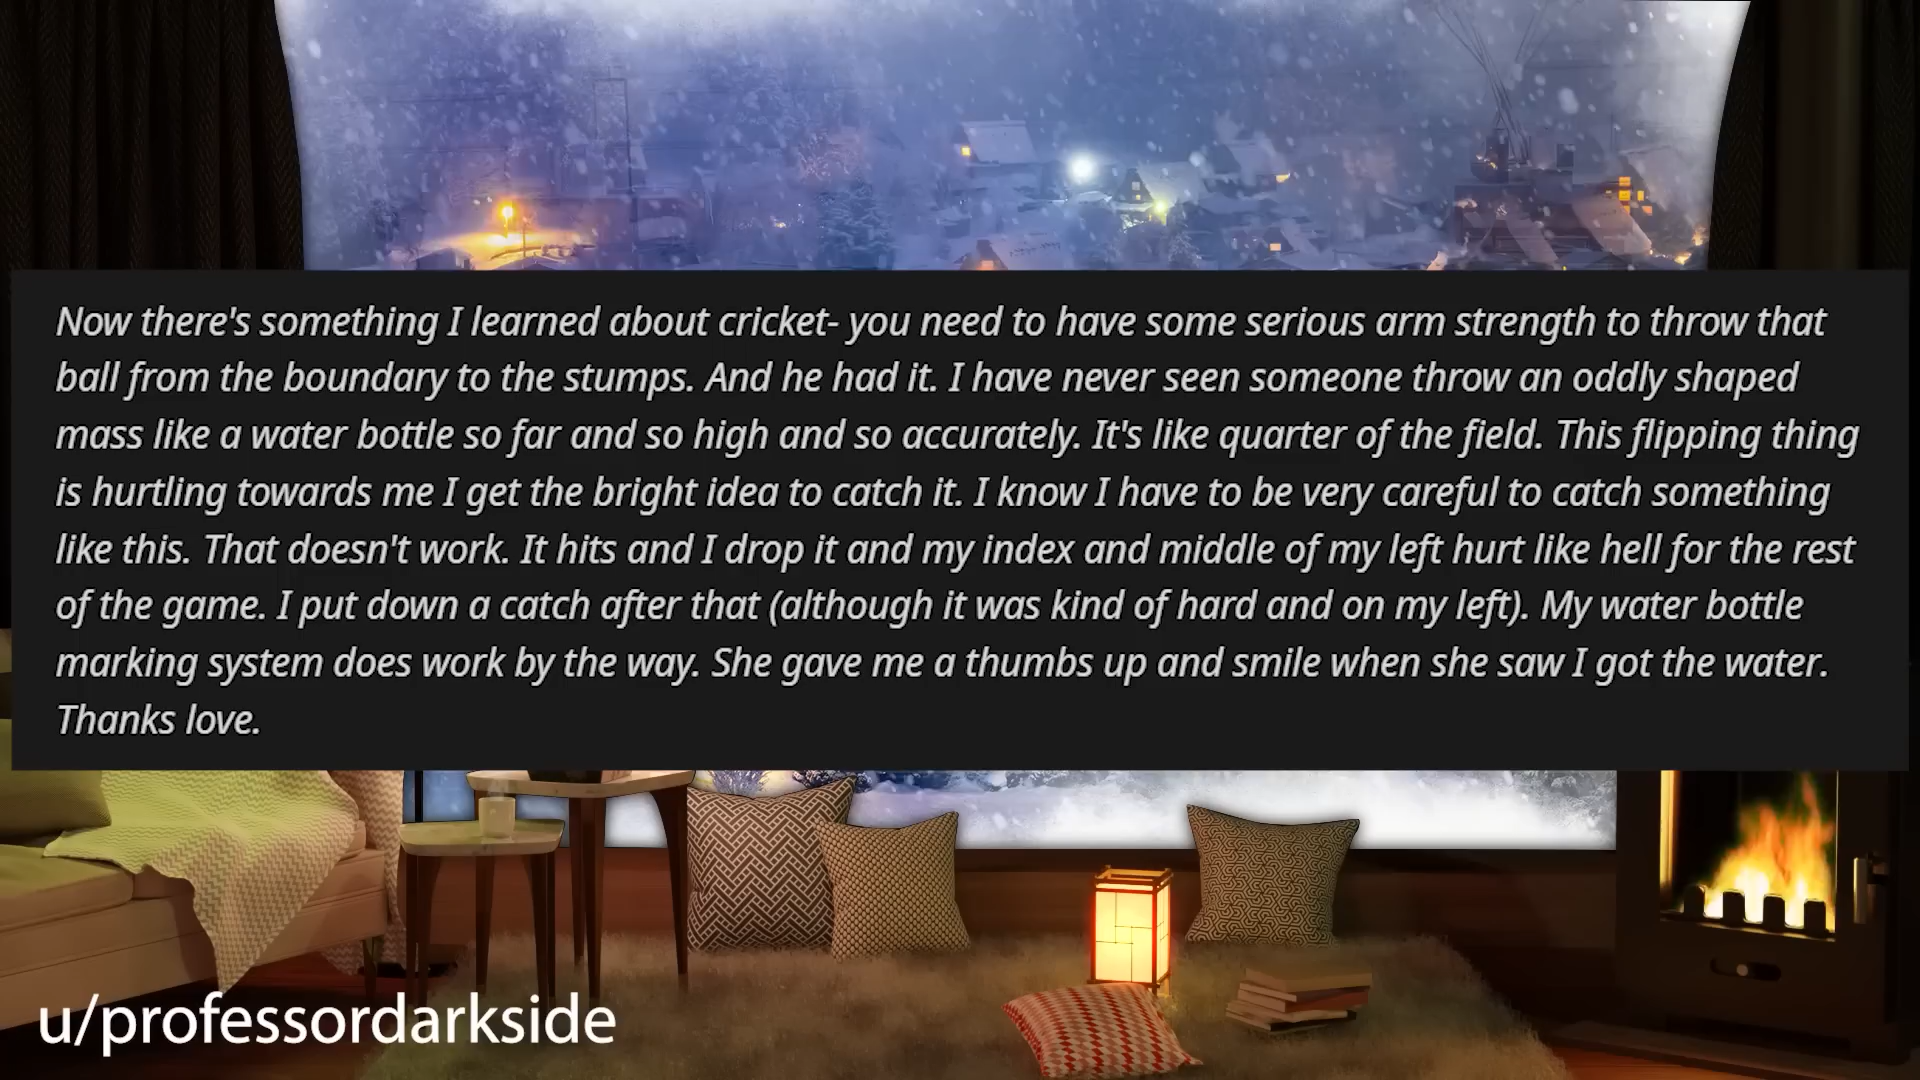 Now there's something I learned about cricket- you need to have some serious arm strength to throw that
ball from the boundary to the stumps. And he had it. I have never seen someone throw an oddly shaped
mass like a water bottle so far and so high and so accurately. It's like quarter of the field. This flipping thing
is hurtling towards me I get the bright idea to catch it. I know I have to be very careful to catch something
like this. That doesn't work. It hits and I drop it and my index and middle of my left hurt like hell for the rest
of the game. I put down a catch after that (although it was kind of hard and on my left). My water bottle
marking system does work by the way. She gave me a thumbs up and smile when she saw I got the water.
Thanks love.
u/professordarkside